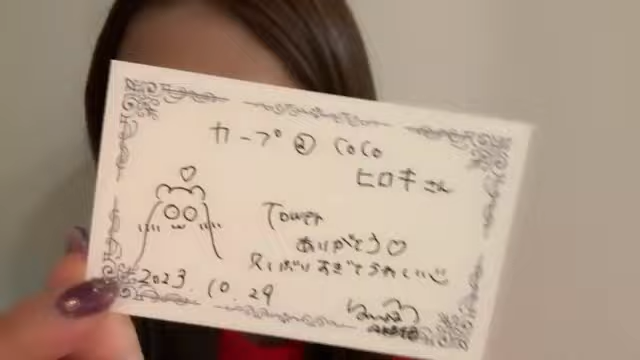 カープ② CoCo
ヒロキさん
Tower
ありがとう♡
久しぶりすぎてうれしい
2023.10.29